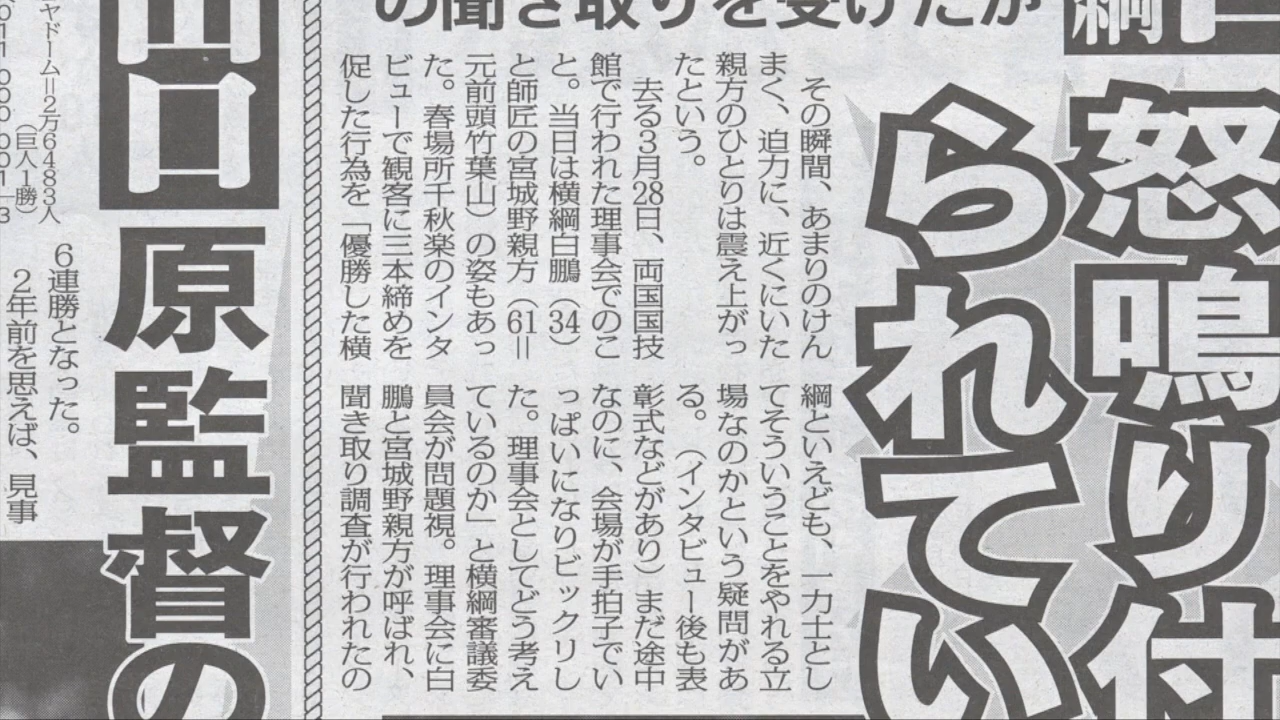 の聞き取りを受けたか
綱
怒鳴り付
られてい
その瞬間、あまりのけん
まく、迫力に、近くにいた
親方のひとりは震え上がっ
たという。
去る3月28日、両国国技
館で行われた理事会でのこ
と。当日は横綱白鵬（34）
と師匠の宮城野親方（61＝
元前頭竹葉山）の姿もあっ
た。春場所千秋楽のインタ
ビューで観客に三本締めを
促した行為を「優勝した横
綱といえども、一力士とし
てそういうことをやれる立
場なのかという疑問があ
る。（インタビュー後も表
彰式などがあり）まだ途中
なのに、会場が手拍子でい
っぱいになりビックリし
た。理事会としてどう考え
ているのか」と横綱審議委
員会が問題視。理事会に白
鵬と宮城野親方が呼ばれ、
聞き取り調査が行われたの
山口
原監督の
ヤドーム＝2万6483人
（巨人1勝）
6連勝となった。
2年前を思えば、見事